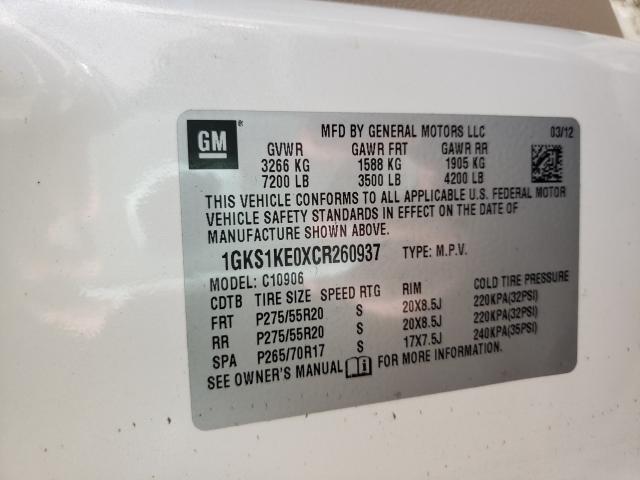 GM
MFD BY GENERAL MOTORS LLC 03/12
GVWR GAWR FRT GAWR RR
3266 KG 1588 KG 1905 KG
7200 LB 3500 LB 4200 LB
THIS VEHICLE CONFORMS TO ALL APPLICABLE U.S. FEDERAL MOTOR
VEHICLE SAFETY STANDARDS IN EFFECT ON THE DATE OF
MANUFACTURE SHOWN ABOVE.
1GKS1KE0XCR260937 TYPE: M.P.V.
MODEL: C10906
CDTB TIRE SIZE SPEED RTG RIM COLD TIRE PRESSURE
FRT P275/55R20 S 20X8.5J 220KPA(32PSI)
RR P275/55R20 S 20X8.5J 220KPA(32PSI)
SPA P265/70R17 S 17X7.5J 240KPA(35PSI)
SEE OWNER'S MANUAL FOR MORE INFORMATION.